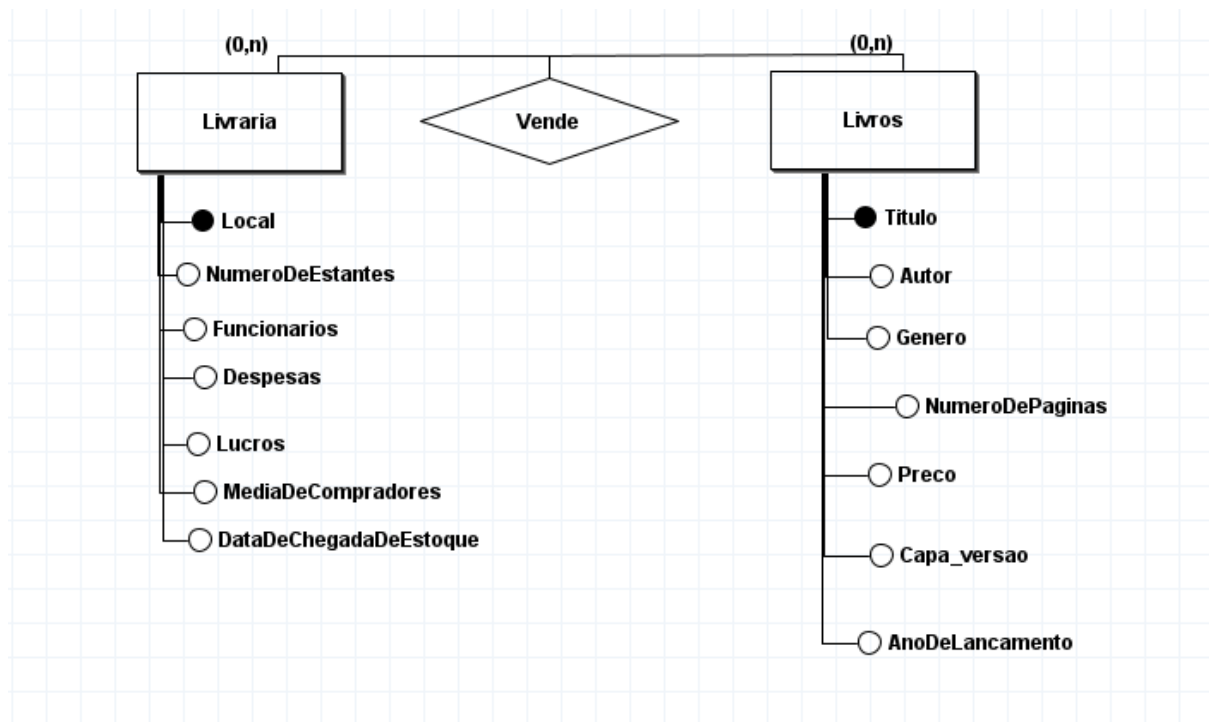 (0,n)
(0,n)
Livraria
Vende
Livros
Local
NumeroDeEstantes
Funcionarios
Despesas
Lucros
MediaDeCompradores
DataDeChegadaDeEstoque
Titulo
Autor
Genero
NumeroDePaginas
Preco
Capa_versao
AnoDeLancamento